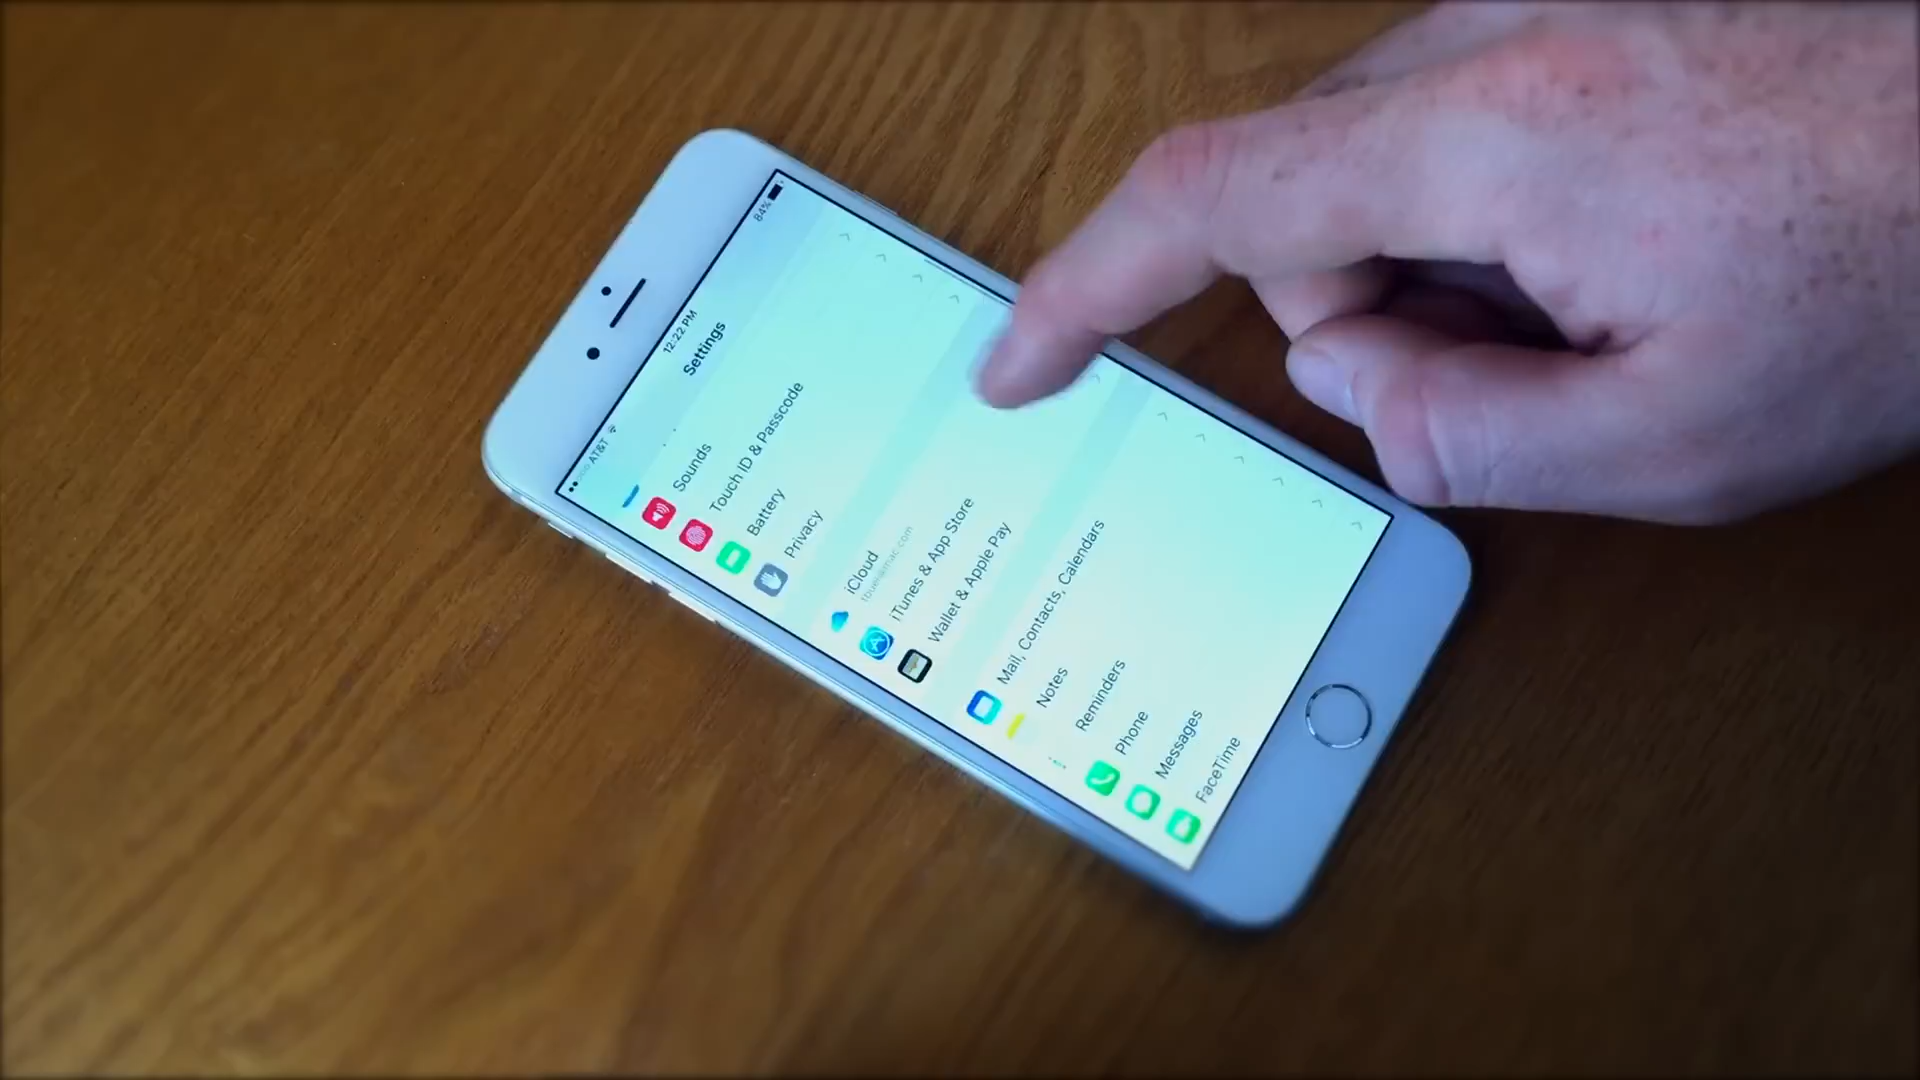 AT&T
12:22 PM
84%
Settings
Sounds
Touch ID & Passcode
Battery
Privacy
iCloud
iTunes & App Store
Wallet & Apple Pay
Mail, Contacts, Calendars
Notes
Reminders
Phone
Messages
FaceTime